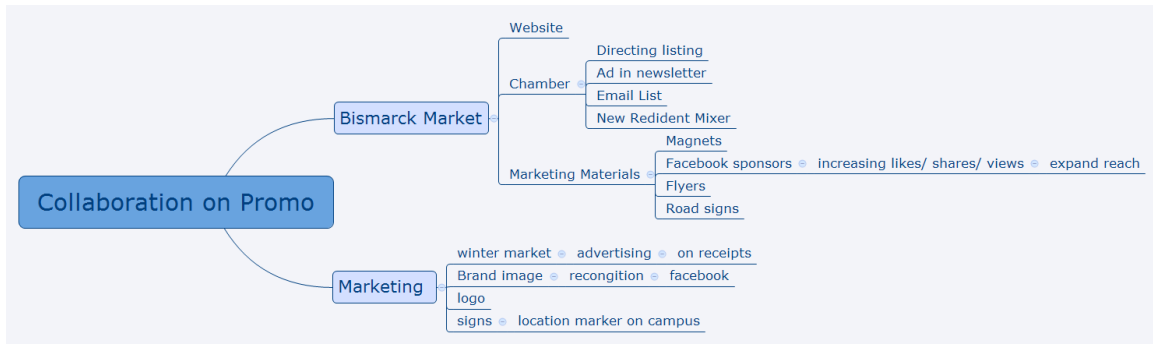 Collaboration on Promo
Bismarck Market
Website
Chamber
Directing listing
Ad in newsletter
Email List
New Redident Mixer
Marketing Materials
Magnets
Facebook sponsors increasing likes/ shares/ views expand reach
Flyers
Road signs
Marketing
winter market advertising on receipts
Brand image recongition facebook
logo
signs location marker on campus